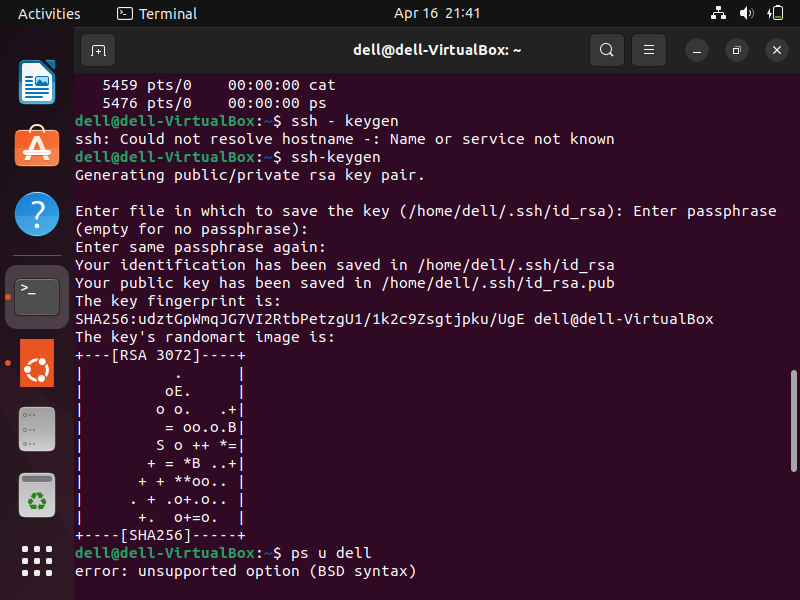 Activities Terminal Apr 16 21:41
dell@dell-VirtualBox: ~
   5459 pts/0    00:00:00 cat
   5476 pts/0    00:00:00 ps
dell@dell-VirtualBox:~$ ssh - keygen
ssh: Could not resolve hostname -: Name or service not known
dell@dell-VirtualBox:~$ ssh-keygen
Generating public/private rsa key pair.
Enter file in which to save the key (/home/dell/.ssh/id_rsa): Enter passphrase
(empty for no passphrase):
Enter same passphrase again:
Your identification has been saved in /home/dell/.ssh/id_rsa
Your public key has been saved in /home/dell/.ssh/id_rsa.pub
The key fingerprint is:
SHA256:udztGpWmqJG7VI2RtbPetzgU1/1k2c9Zsgtjpku/UgE dell@dell-VirtualBox
The key's randomart image is:
+---[RSA 3072]----+
|          .      |
|         oE.     |
|        o o.   .+|
|         = oo.o.B|
|        S o ++ *=|
|       + = *B ..+|
|      + + **oo.. |
|     . + .o+.o.. |
|      +.  o+=o.  |
+----[SHA256]-----+
dell@dell-VirtualBox:~$ ps u dell
error: unsupported option (BSD syntax)